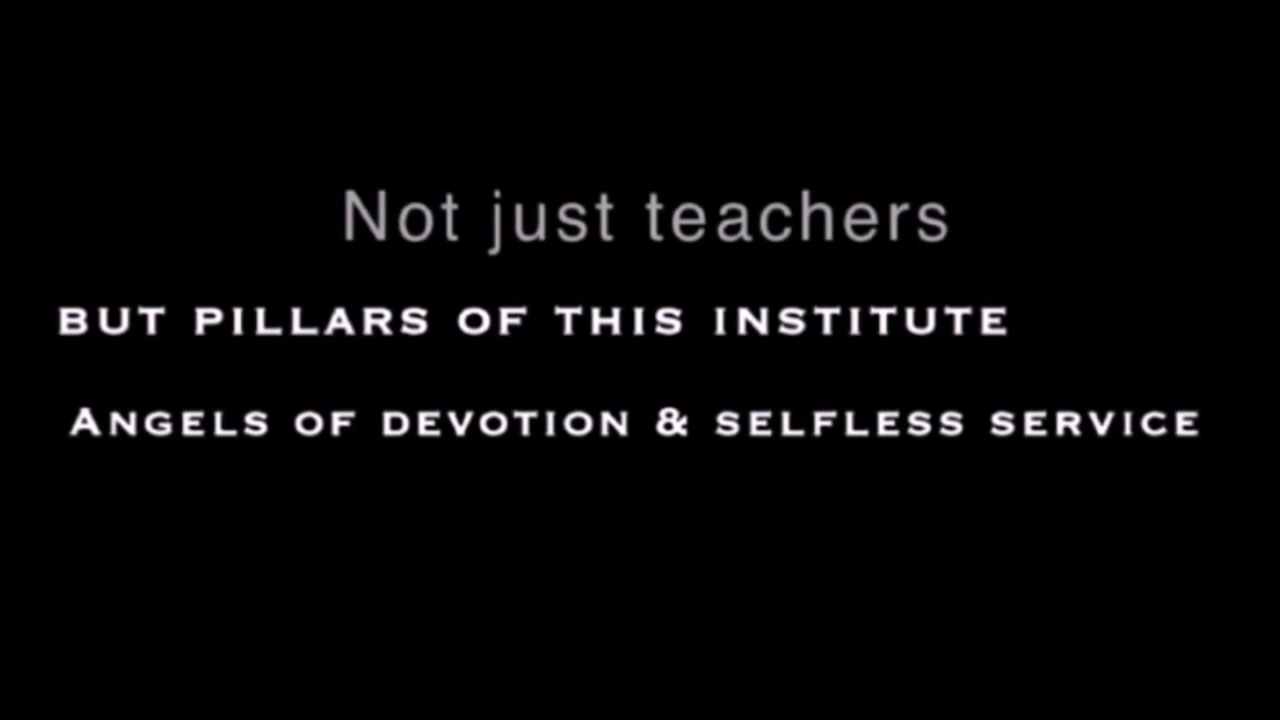 Not just teachers
BUT PILLARS OF THIS INSTITUTE
ANGELS OF DEVOTION & SELFLESS SERVICE